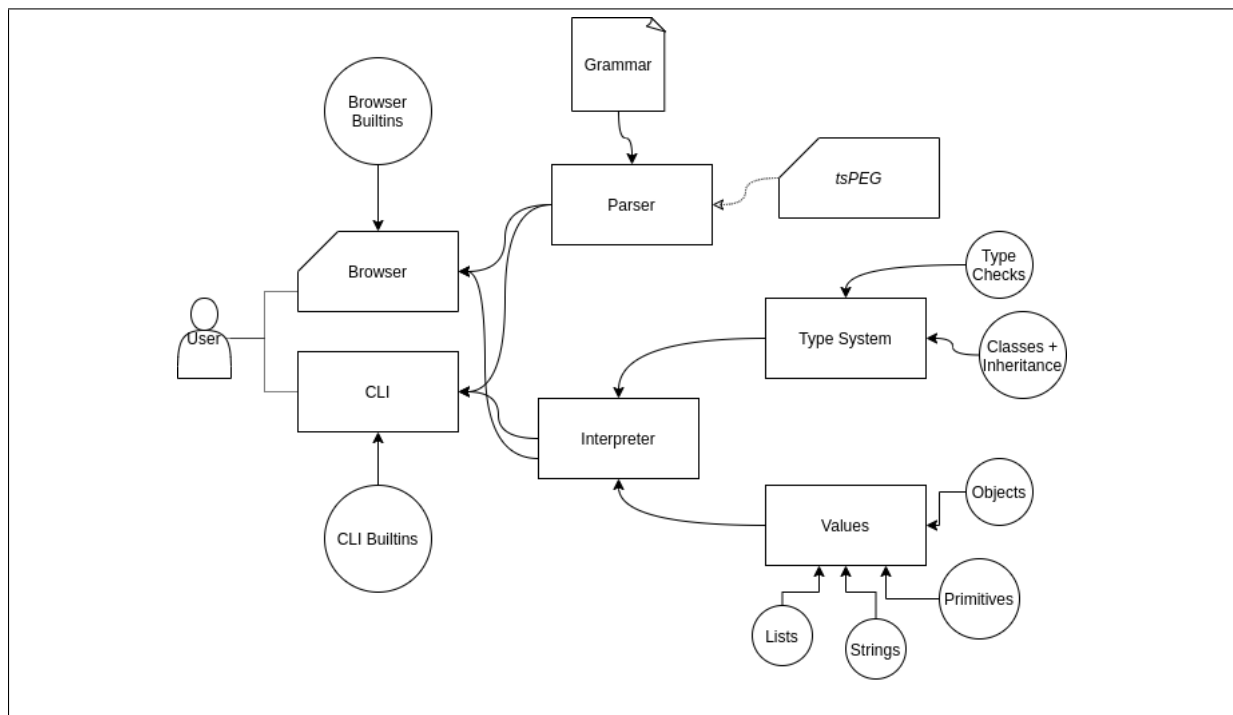 Grammar
Browser
Builtins
tsPEG
Parser
Type
Checks
Browser
User
Type System
Classes +
Inheritance
CLI
Interpreter
Objects
Values
CLI Builtins
Primitives
Lists
Strings